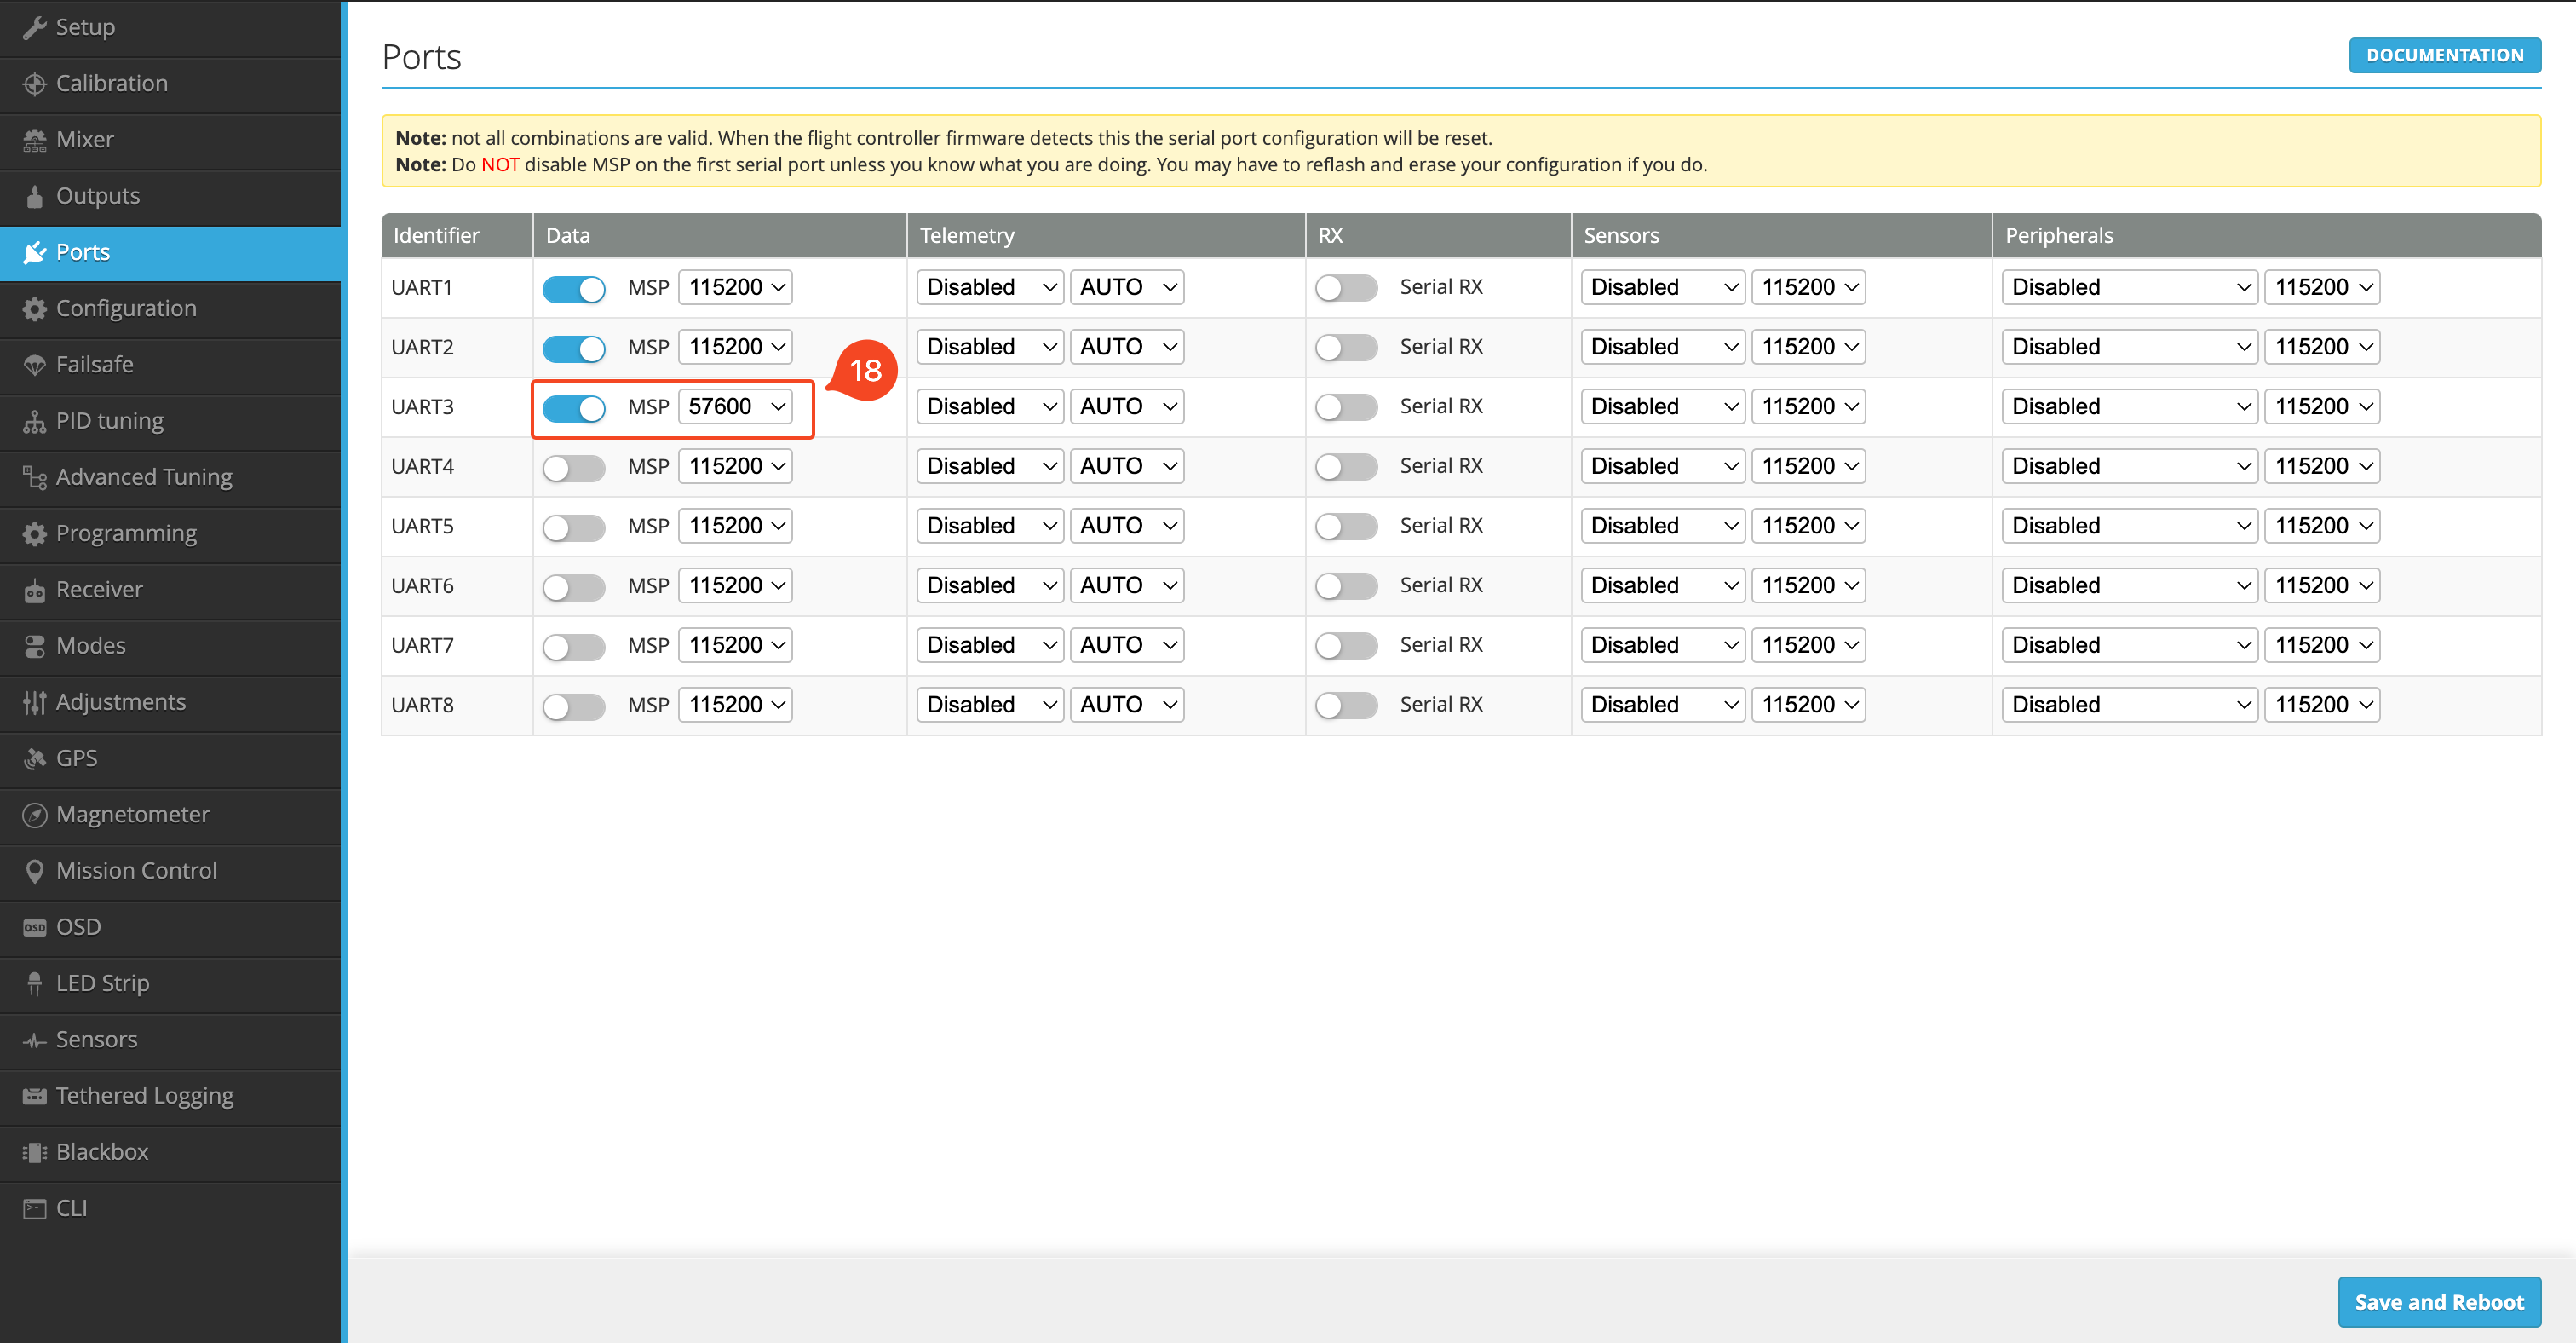 Setup
Calibration
Mixer
Outputs
Ports
Configuration
Failsafe
PID tuning
Advanced Tuning
Programming
Receiver
Modes
Adjustments
GPS
Magnetometer
Mission Control
OSD OSD
LED Strip
Sensors
Tethered Logging
Blackbox
CLI
Ports
DOCUMENTATION
Note: not all combinations are valid. When the flight controller firmware detects this the serial port configuration will be reset.
Note: Do NOT disable MSP on the first serial port unless you know what you are doing. You may have to reflash and erase your configuration if you do.
Identifier Data Telemetry RX Sensors Peripherals
UART1 MSP 115200 Disabled AUTO Serial RX Disabled 115200 Disabled 115200
UART2 MSP 115200 Disabled AUTO Serial RX Disabled 115200 Disabled 115200
18
UART3 MSP 57600 Disabled AUTO Serial RX Disabled 115200 Disabled 115200
UART4 MSP 115200 Disabled AUTO Serial RX Disabled 115200 Disabled 115200
UART5 MSP 115200 Disabled AUTO Serial RX Disabled 115200 Disabled 115200
UART6 MSP 115200 Disabled AUTO Serial RX Disabled 115200 Disabled 115200
UART7 MSP 115200 Disabled AUTO Serial RX Disabled 115200 Disabled 115200
UART8 MSP 115200 Disabled AUTO Serial RX Disabled 115200 Disabled 115200
Save and Reboot